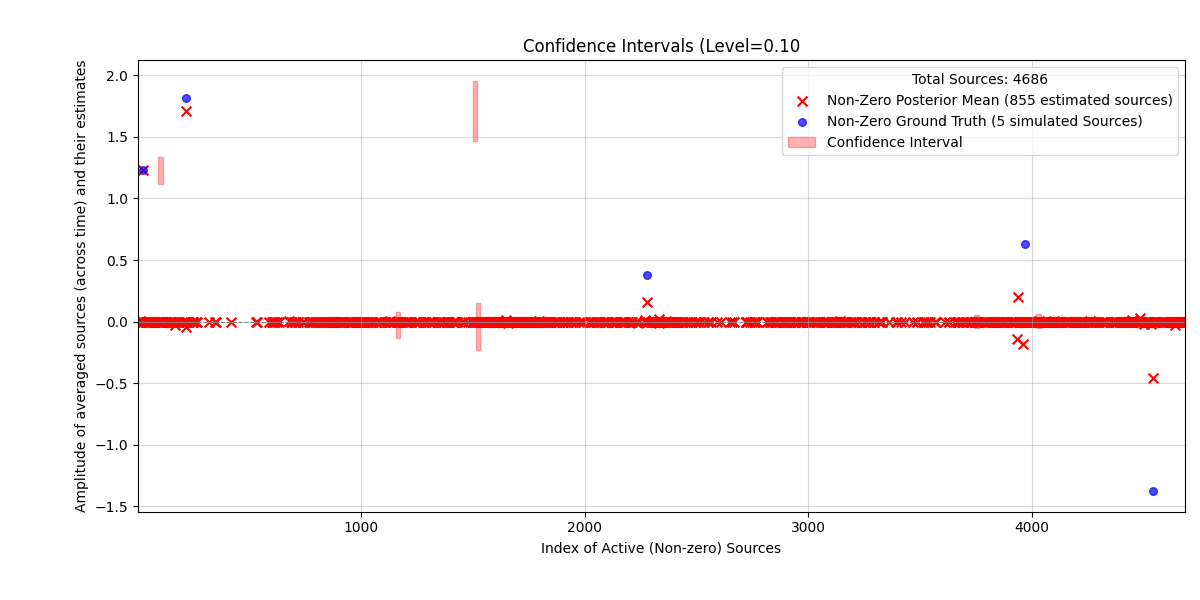 Confidence Intervals (Level=0.10
Total Sources: 4686
Non-Zero Posterior Mean (855 estimated sources)
Non-Zero Ground Truth (5 simulated Sources)
Confidence Interval
Amplitude of averaged sources (across time) and their estimates
2.0
1.5
1.0
0.5
0.0
−0.5
−1.0
−1.5
1000
2000
3000
4000
Index of Active (Non-zero) Sources